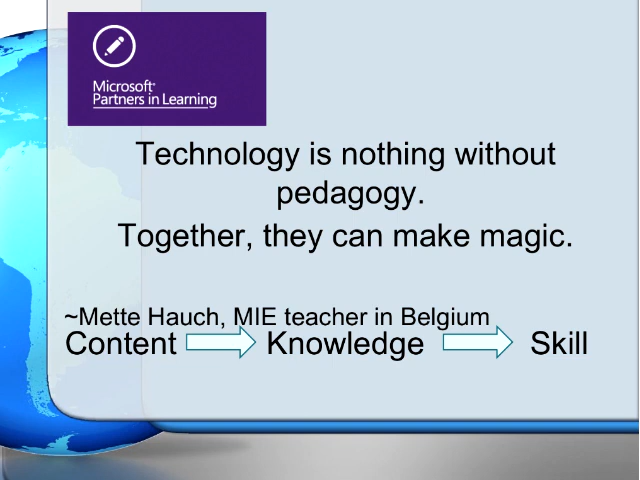 Microsoft
Partners in Learning
Technology is nothing without
pedagogy.
Together, they can make magic.
~Mette Hauch, MIE teacher in Belgium
Content Knowledge Skill